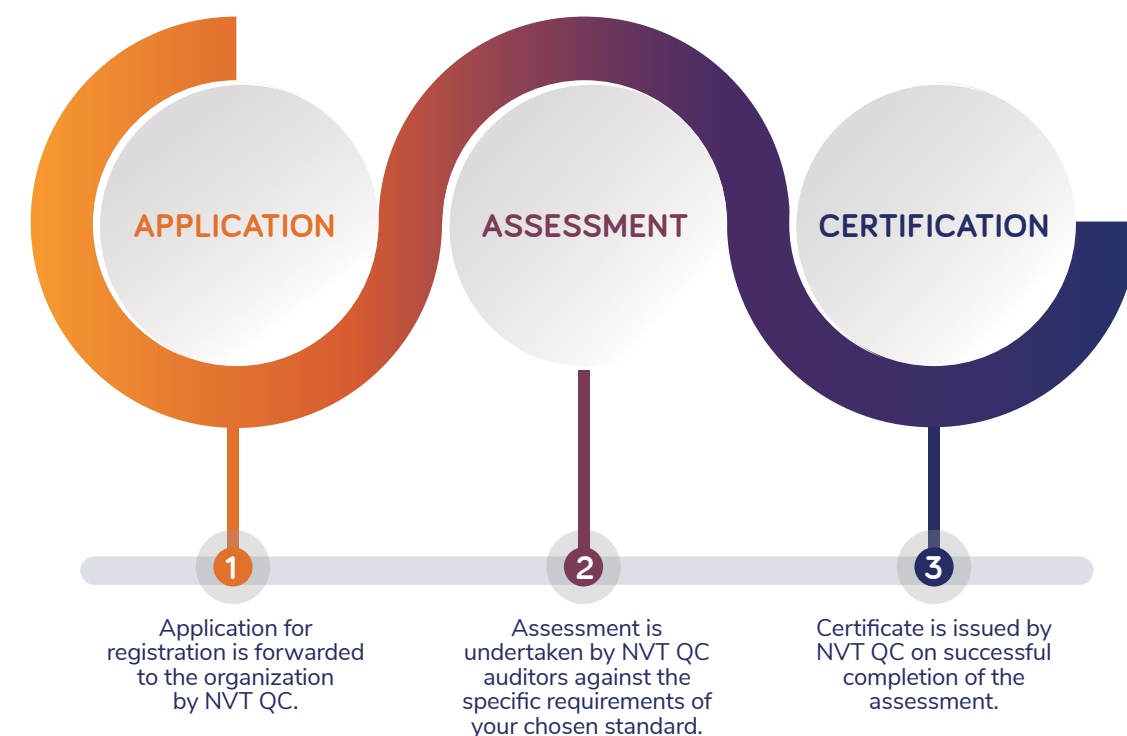 APPLICATION
ASSESSMENT
CERTIFICATION
1
2
3
Application for
registration is forwarded
to the organization
by NVT QC.
Assessment is
undertaken by NVT QC
auditors against the
specific requirements of
your chosen standard.
Certificate is issued by
NVT QC on successful
completion of the
assessment.